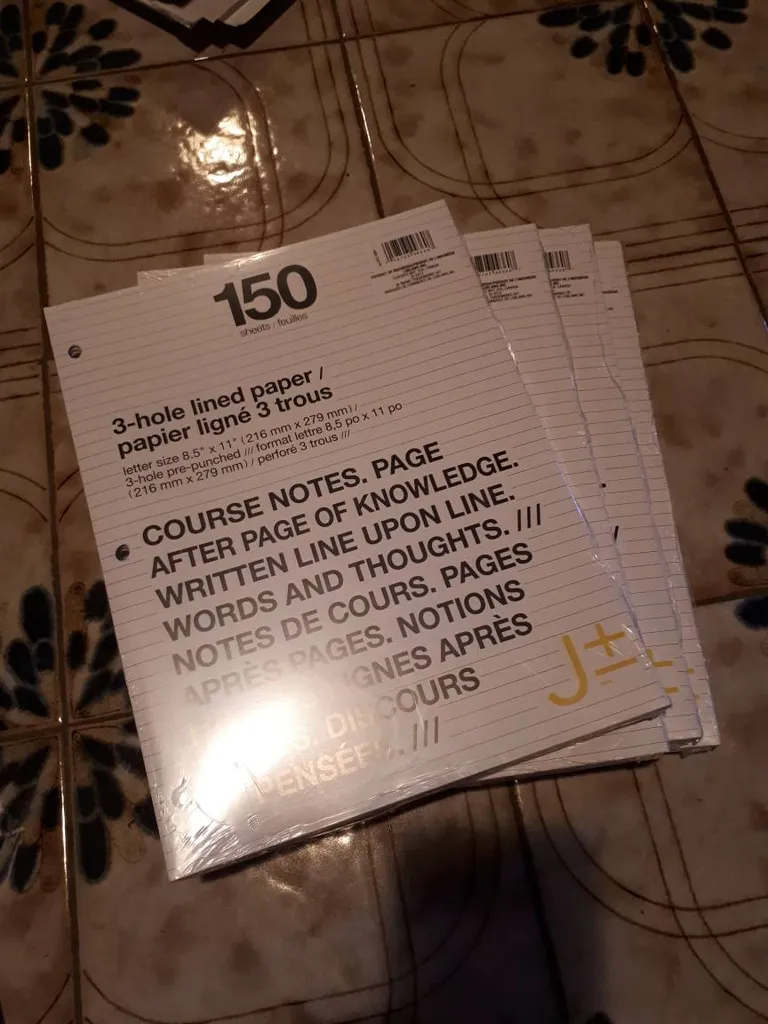 150
sheets / feuilles
3-hole lined paper /
papier ligné 3 trous
letter size 8.5" x 11" (216 mm x 279 mm) /
3-hole pre-punched /// format lettre 8,5 po x 11 po
(216 mm x 279 mm) / perforé 3 trous ///
COURSE NOTES. PAGE
AFTER PAGE OF KNOWLEDGE.
WRITTEN LINE UPON LINE.
WORDS AND THOUGHTS. ///
NOTES DE COURS. PAGES
APRÈS PAGES. NOTIONS
LIGNES APRÈS
DISCOURS
PENSÉES. ///
J±